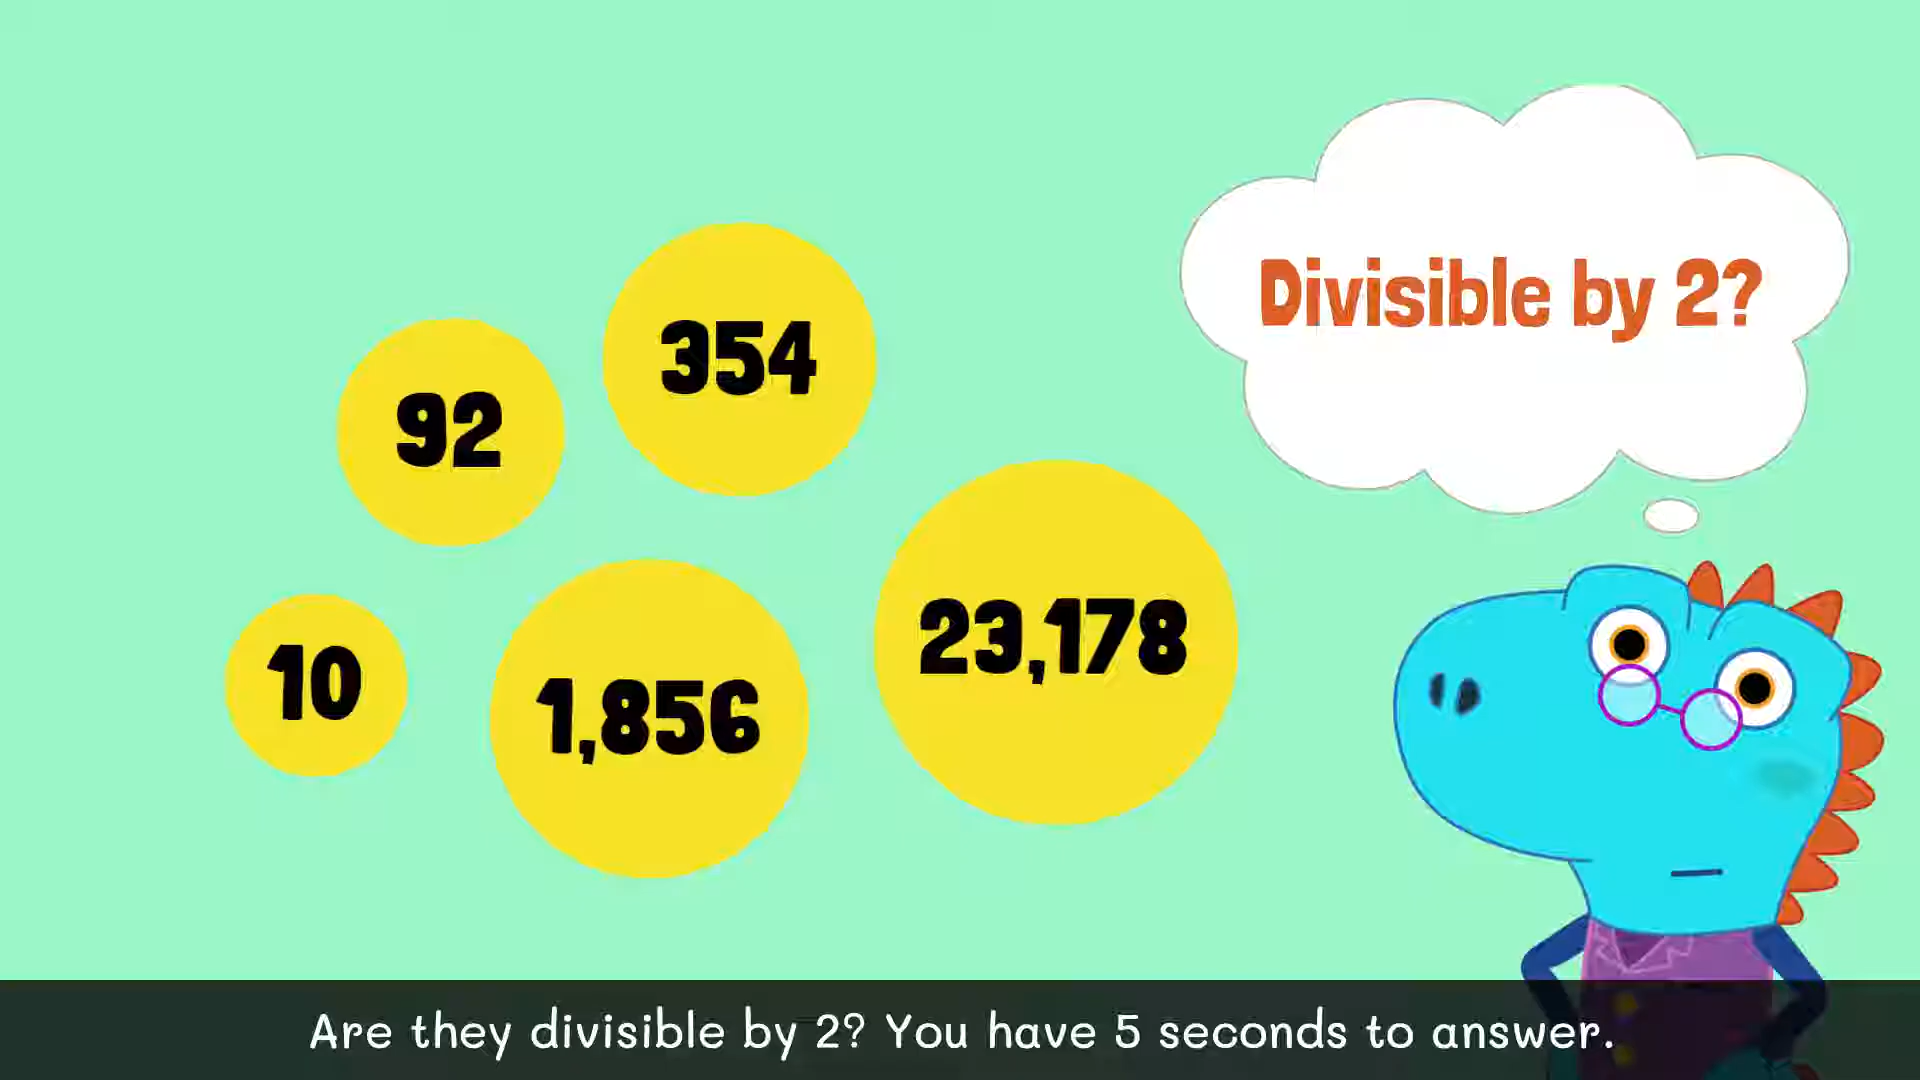 Divisible by 2?
354
92
23,178
10
1,856
Are they divisible by 2? You have 5 seconds to answer.